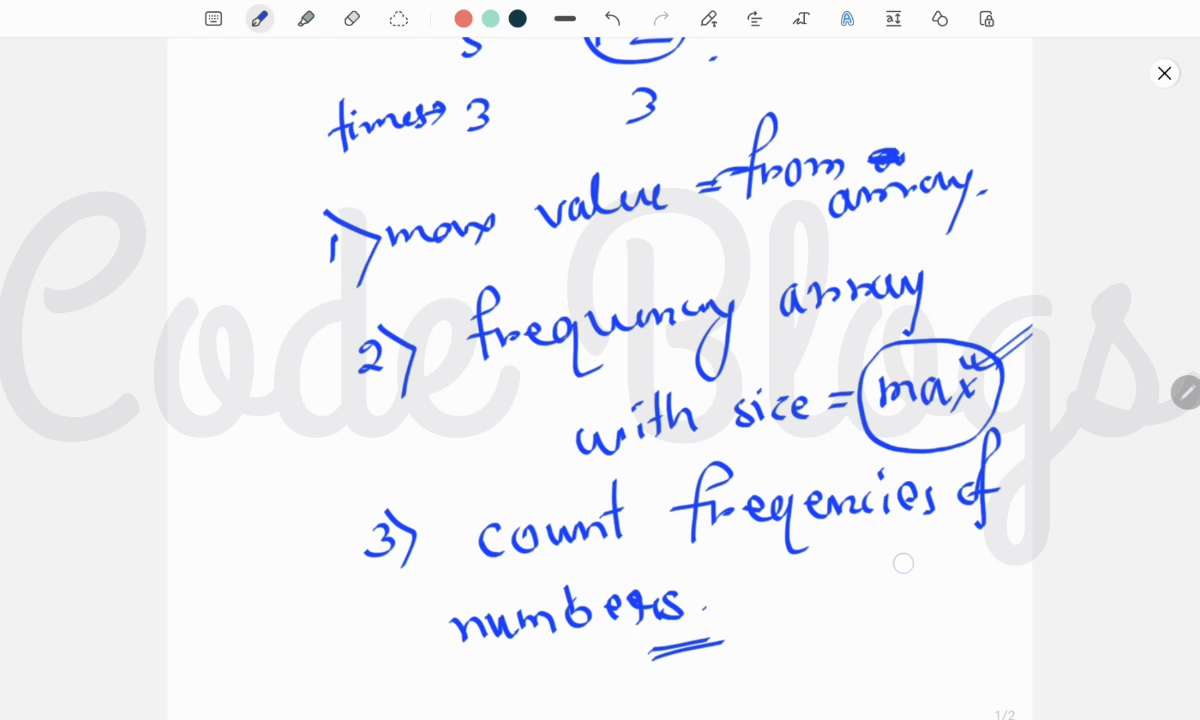 times→ 3 3
1) max value = from array.
2) frequency array
with size = max
3) count freqencies of
numbers.
Code Blogs
1/2